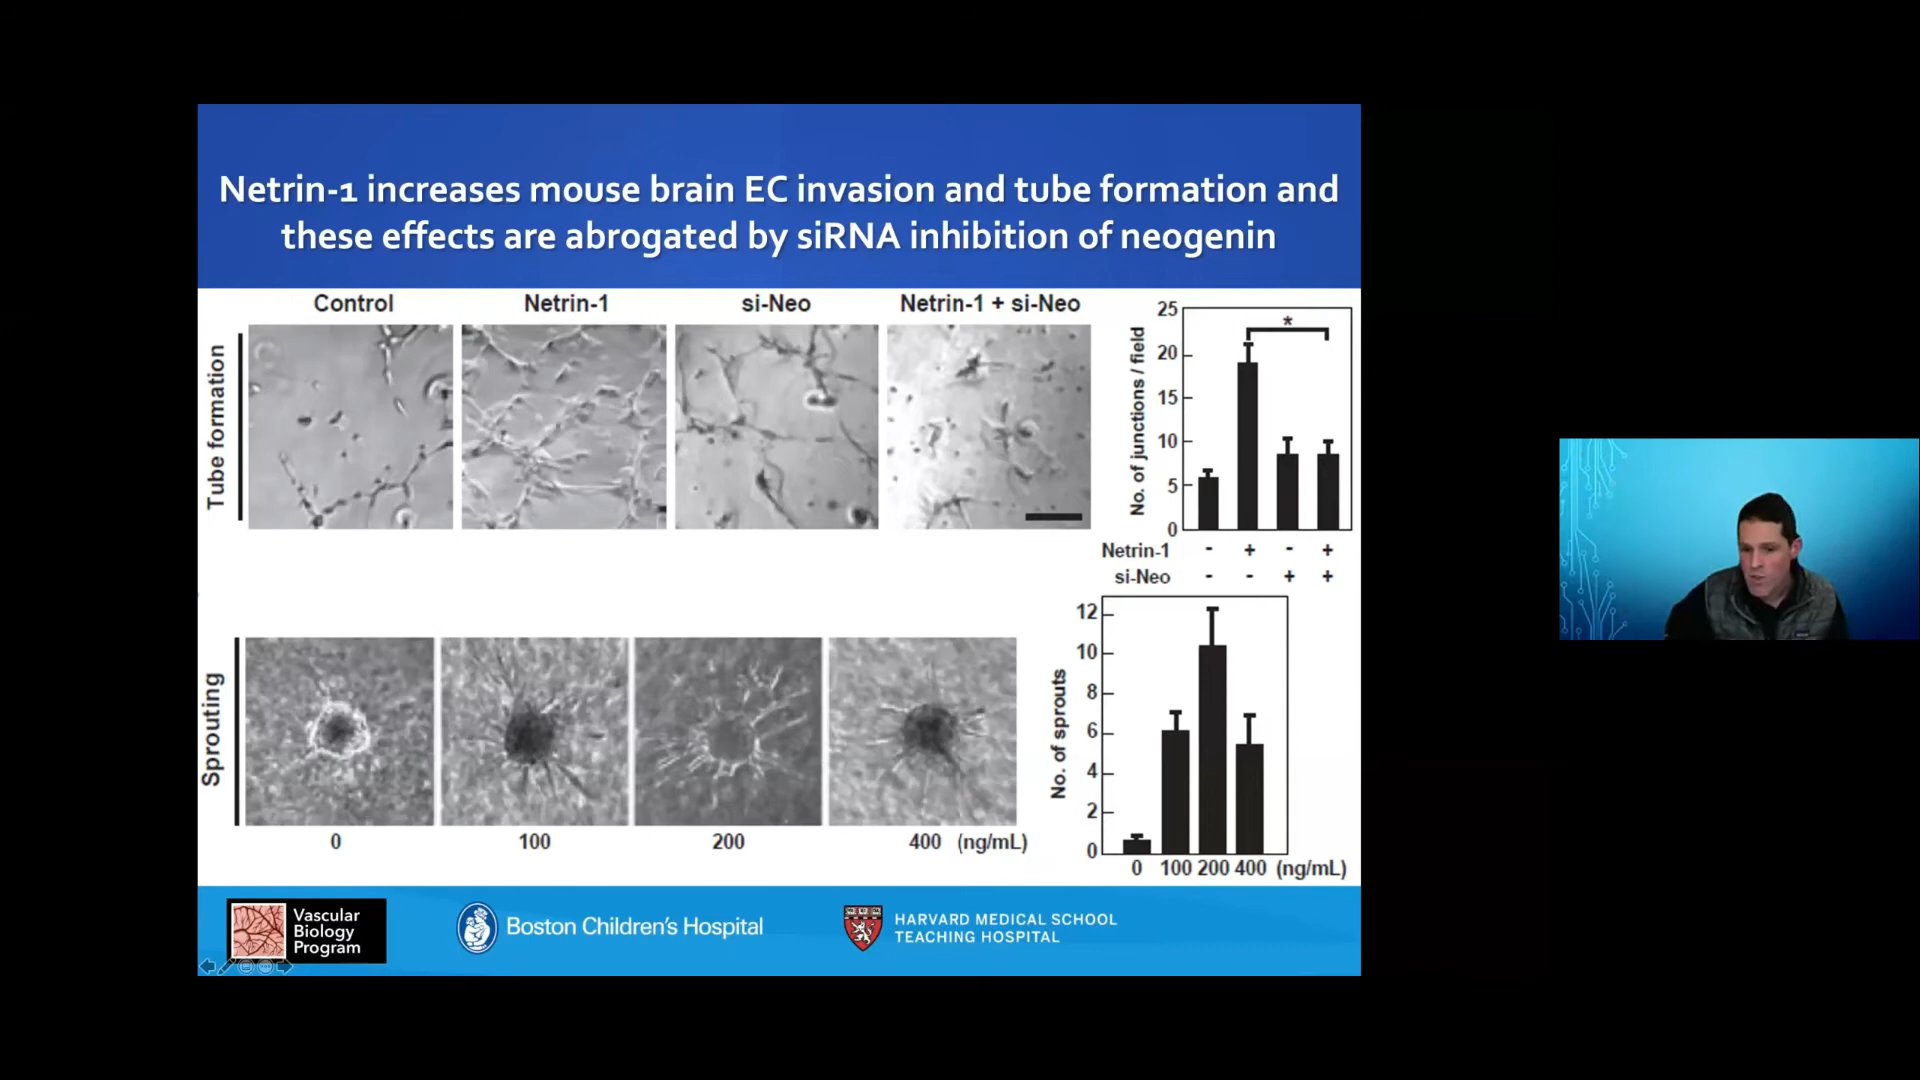 Netrin-1 increases mouse brain EC invasion and tube formation and
these effects are abrogated by siRNA inhibition of neogenin
Control
Netrin-1
si-Neo
Netrin-1 + si-Neo
Tube formation
No. of junctions / field
25
20
15
10
5
0
*
Netrin-1 - + - +
si-Neo - - + +
Sprouting
0
100
200
400 (ng/mL)
No. of sprouts
12
10
8
6
4
2
0
0 100 200 400 (ng/mL)
Vascular
Biology
Program
Boston Children's Hospital
HARVARD MEDICAL SCHOOL
TEACHING HOSPITAL